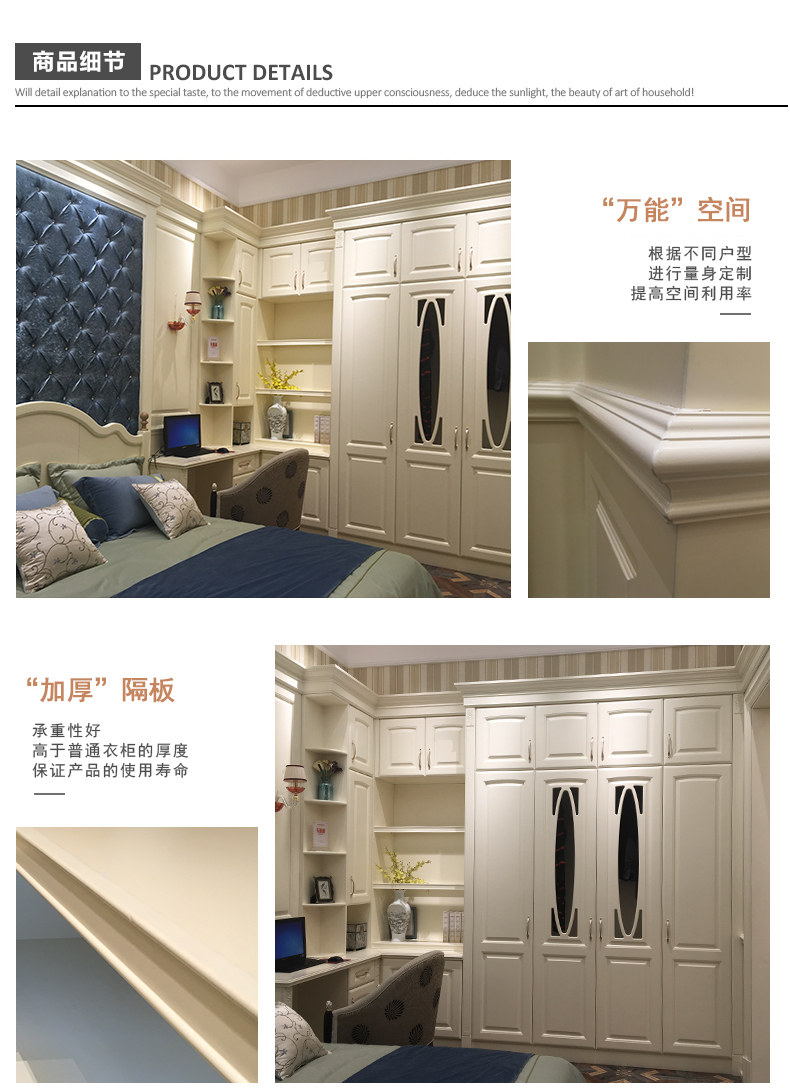 商品细节
PRODUCT DETAILS
Will detail explanation to the special taste, to the movement of deductive upper consciousness, deduce the sunlight, the beauty of art of household!
“万能”空间
根据不同户型
进行量身定制
提高空间利用率
“加厚”隔板
承重性好
高于普通衣柜的厚度
保证产品的使用寿命